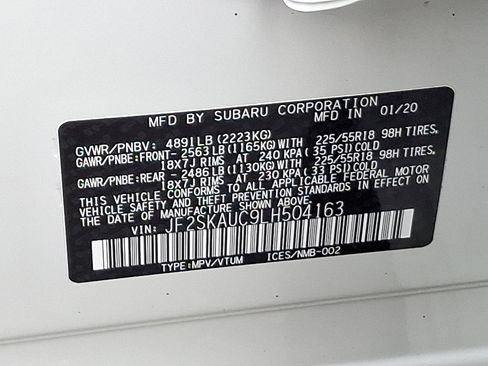 MFD BY SUBARU CORPORATION MFD IN 01/20
GVWR/PNBV: 4891LB (2223KG)
GAWR/PNBE:FRONT- 2563LB (1165KG)WITH 225/55R18 98H TIRES,
18X7J RIMS AT 240 KPA ( 35 PSI) COLD
GAWR/PNBE:REAR - 2486LB (1130KG)WITH 225/55R18 98H TIRES,
18X7J RIMS AT 230 KPA ( 33 PSI) COLD
THIS VEHICLE CONFORMS TO ALL APPLICABLE FEDERAL MOTOR
VEHICLE SAFETY AND THEFT PREVENTION STANDARDS IN EFFECT
ON THE DATE OF MANUFACTURE SHOWN ABOVE.
VIN: JF2SKAUC9LH504163
TYPE:MPV/VTUM ICES/NMB-002